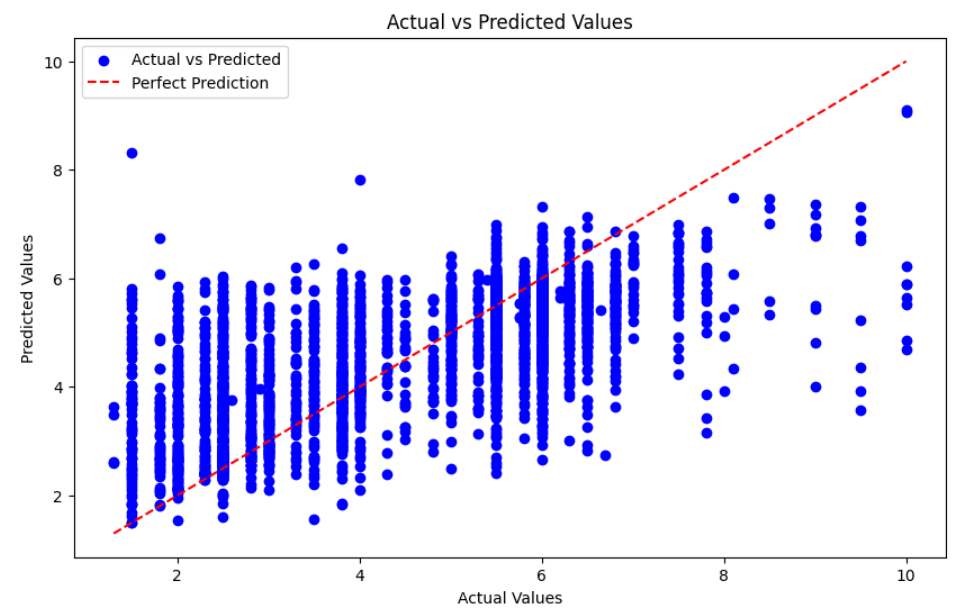 Actual vs Predicted Values
Actual vs Predicted
Perfect Prediction
10
8
6
4
2
Predicted Values
2 4 6 8 10
Actual Values